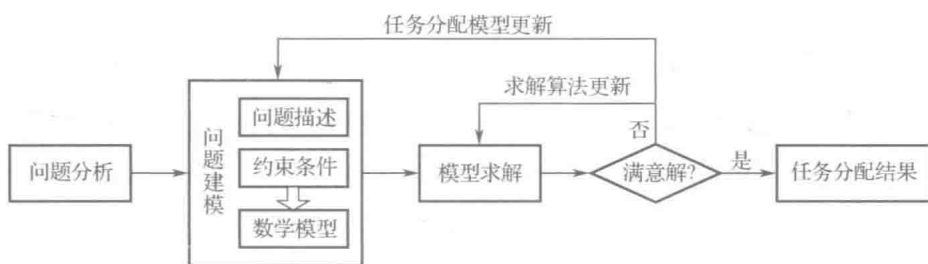 任务分配模型更新
求解算法更新
问题分析
问题建模
问题描述
约束条件
数学模型
模型求解
满意解?
否
是
任务分配结果